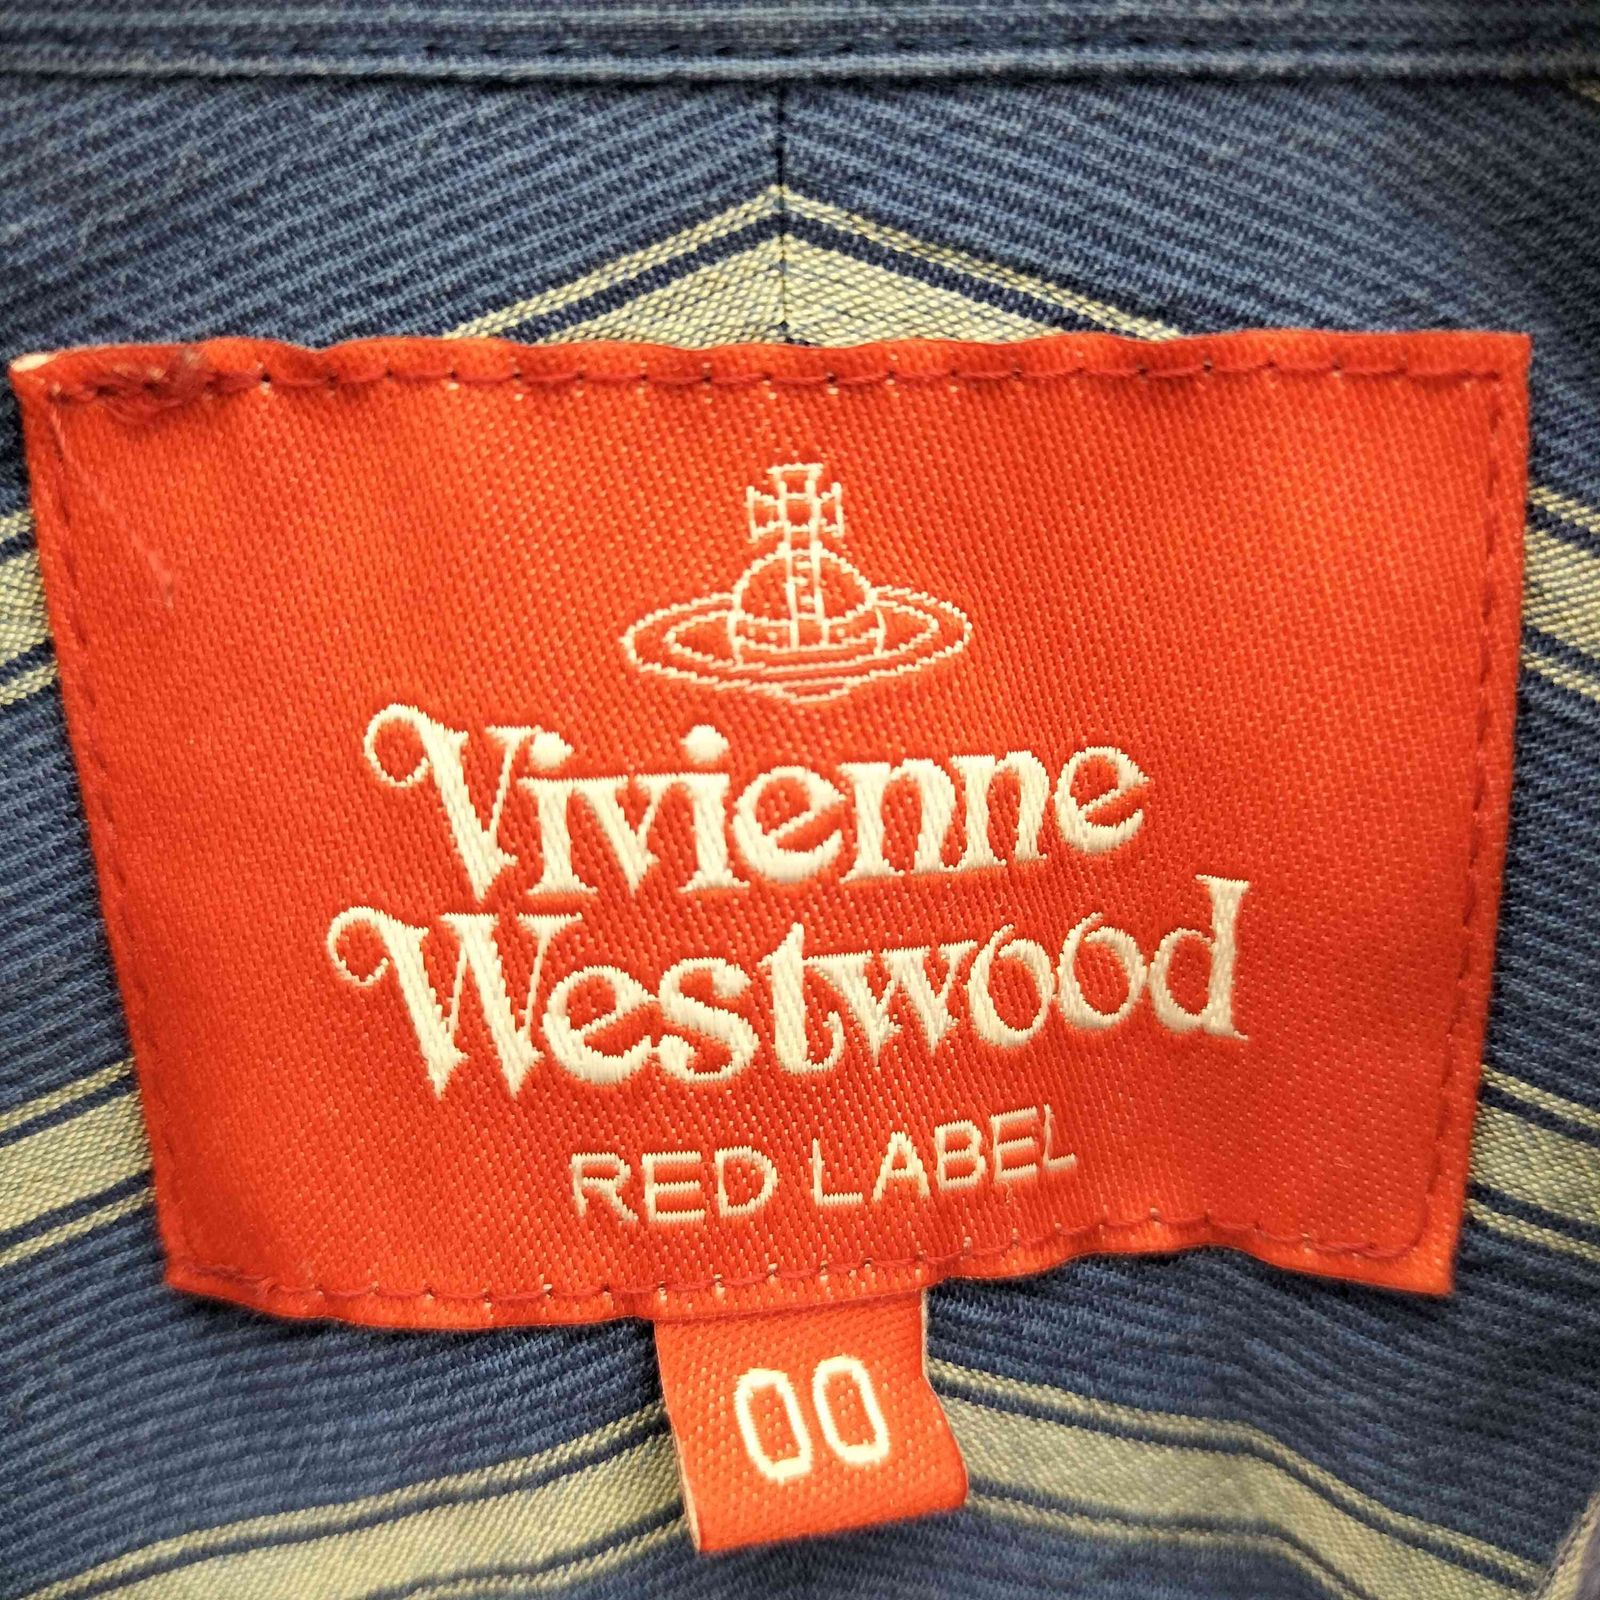 Vivienne
Westwood
RED LABEL
00